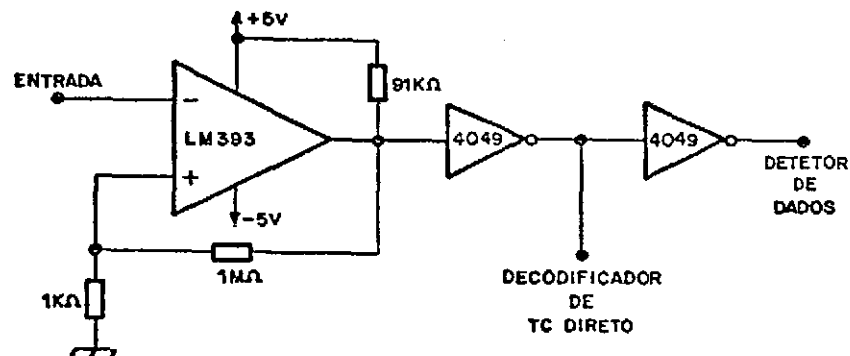 +5V
ENTRADA
91KΩ
-
LM393
4049
4049
+
DETETOR
DE
DADOS
-5V
1MΩ
DECODIFICADOR
DE
TC DIRETO
1KΩ